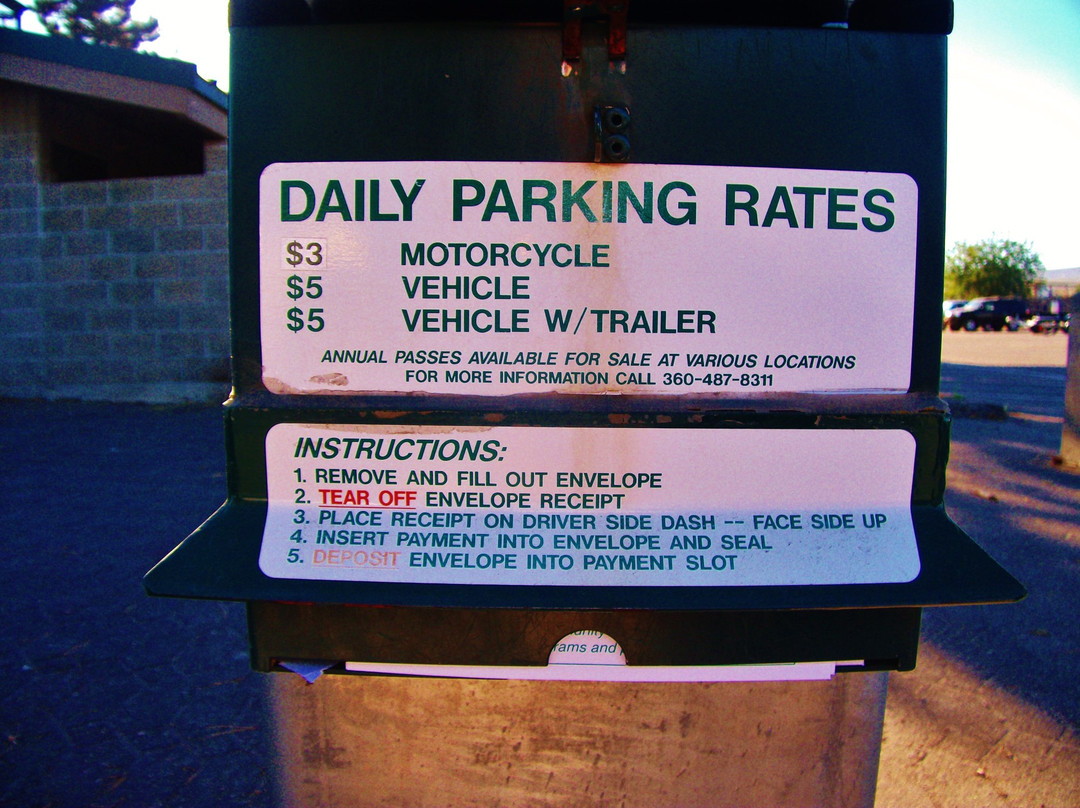 DAILY PARKING RATES
$3 MOTORCYCLE
$5 VEHICLE
$5 VEHICLE W/TRAILER
ANNUAL PASSES AVAILABLE FOR SALE AT VARIOUS LOCATIONS
FOR MORE INFORMATION CALL 360-487-8311
INSTRUCTIONS:
1. REMOVE AND FILL OUT ENVELOPE
2. TEAR OFF ENVELOPE RECEIPT
3. PLACE RECEIPT ON DRIVER SIDE DASH -- FACE SIDE UP
4. INSERT PAYMENT INTO ENVELOPE AND SEAL
5. DEPOSIT ENVELOPE INTO PAYMENT SLOT
rams and